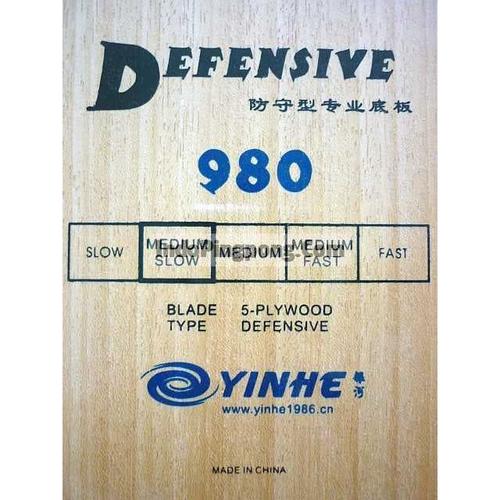 DEFENSIVE
防守型专业底板
980
SLOW
MEDIUM
SLOW
MEDIUM
MEDIUM
FAST
FAST
BLADE 5-PLYWOOD
TYPE DEFENSIVE
YINHE 银河
www.yinhe1986.cn
MADE IN CHINA